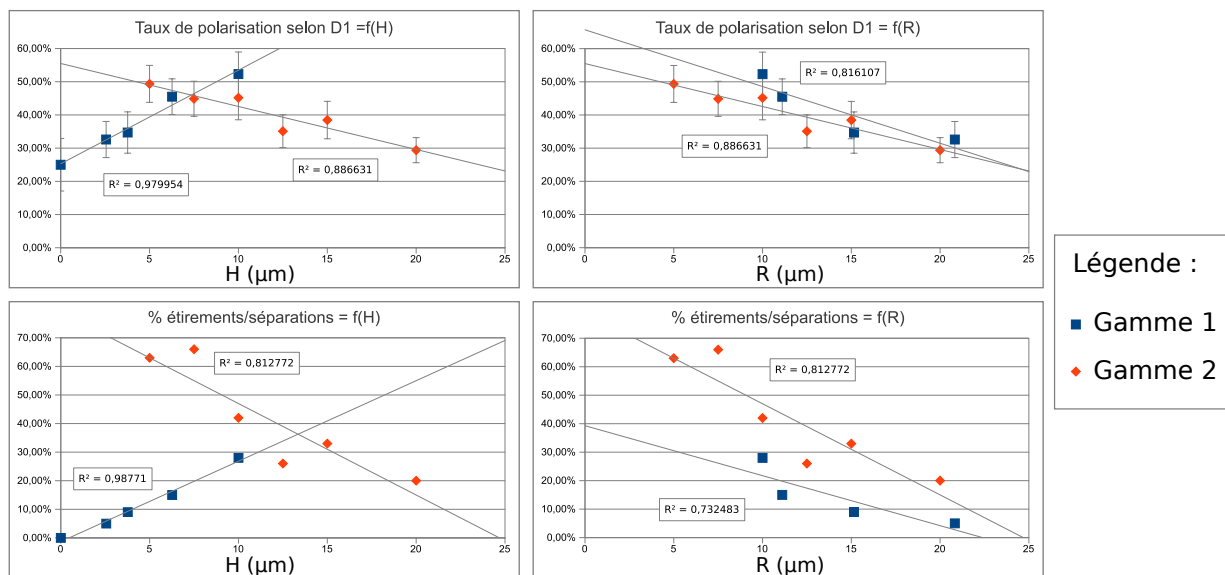 Taux de polarisation selon D1 =f(H)
60,00%
50,00%
40,00%
30,00%
20,00%
10,00%
0,00%
R² = 0,979954
R² = 0,886631
0 5 10 15 20 25
H (µm)
Taux de polarisation selon D1 = f(R)
60,00%
50,00%
40,00%
30,00%
20,00%
10,00%
0,00%
R² = 0,816107
R² = 0,886631
0 5 10 15 20 25
R (µm)
% étirements/séparations = f(H)
70,00%
60,00%
50,00%
40,00%
30,00%
20,00%
10,00%
0,00%
R² = 0,812772
R² = 0,98771
0 5 10 15 20 25
H (µm)
% étirements/séparations = f(R)
70,00%
60,00%
50,00%
40,00%
30,00%
20,00%
10,00%
0,00%
R² = 0,812772
R² = 0,732483
0 5 10 15 20 25
R (µm)
Légende :
Gamme 1
Gamme 2